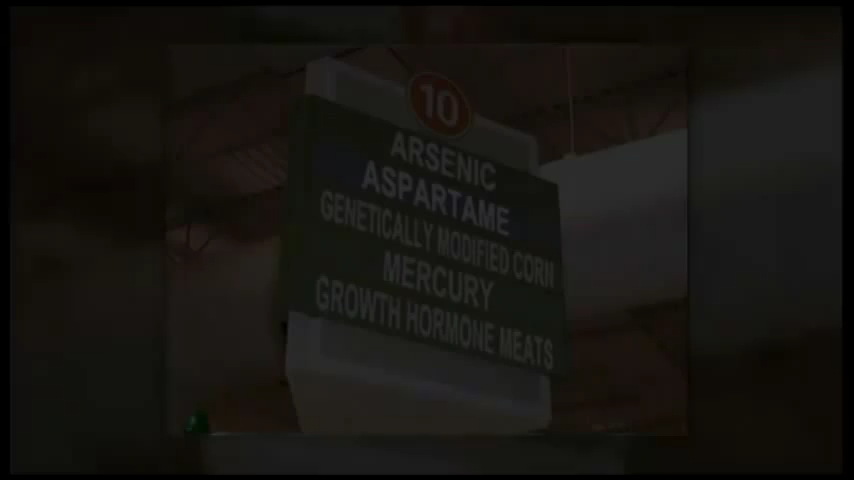 10
ARSENIC
ASPARTAME
GENETICALLY MODIFIED CORN
MERCURY
GROWTH HORMONE MEATS